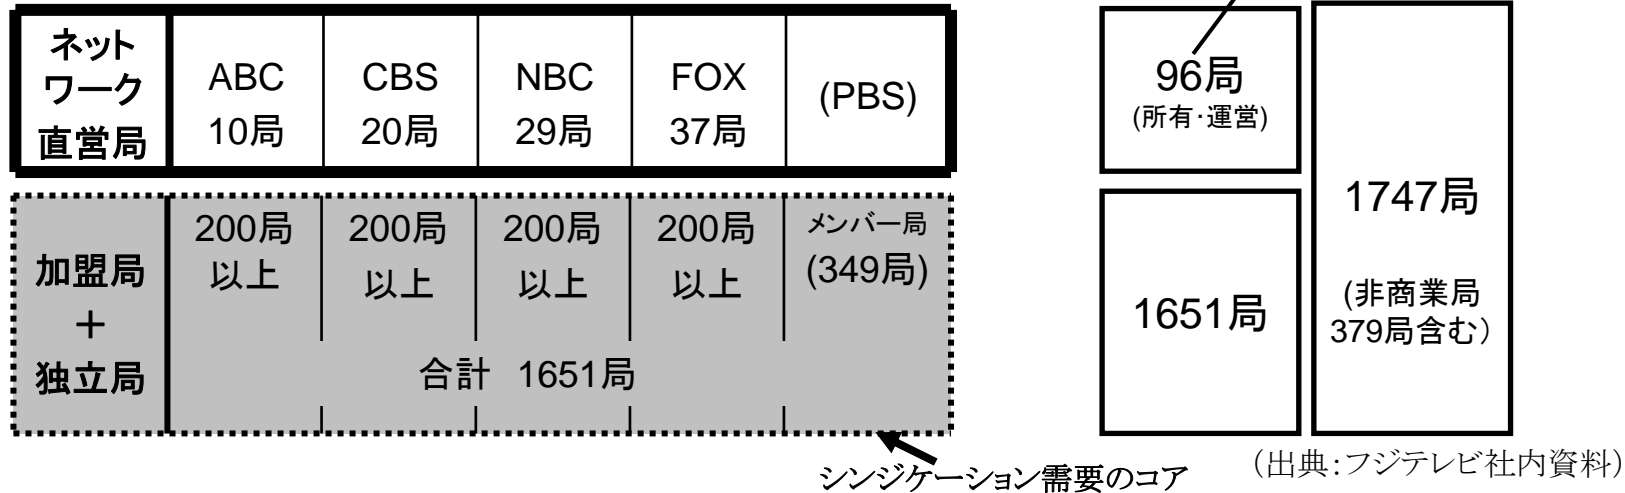 ネット
ワーク
直営局
ABC
10局
CBS
20局
NBC
29局
FOX
37局
(PBS)
96局
(所有・運営)
加盟局
＋
独立局
200局
以上
200局
以上
200局
以上
200局
以上
メンバー局
(349局)
合計 1651局
1651局
1747局
(非商業局
379局含む）
シンジケーション需要のコア
（出典：フジテレビ社内資料）